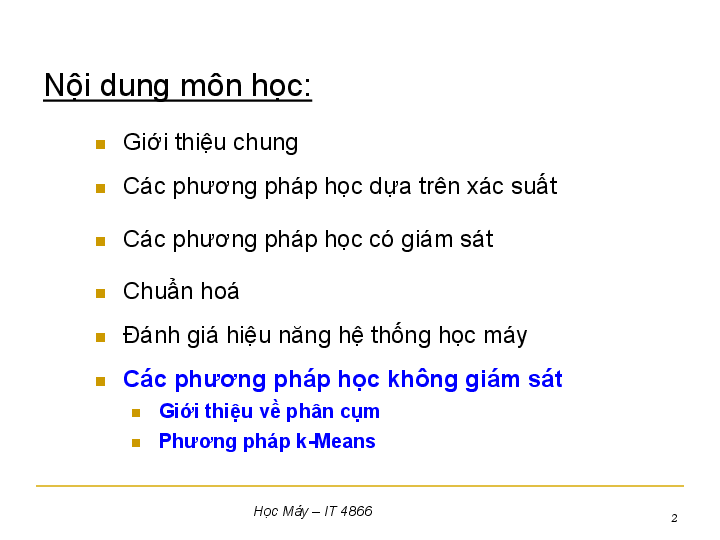 Nội dung môn học:
Giới thiệu chung
Các phương pháp học dựa trên xác suất
Các phương pháp học có giám sát
Chuẩn hoá
Đánh giá hiệu năng hệ thống học máy
Các phương pháp học không giám sát
Giới thiệu về phân cụm
Phương pháp k-Means
Học Máy – IT 4866
2